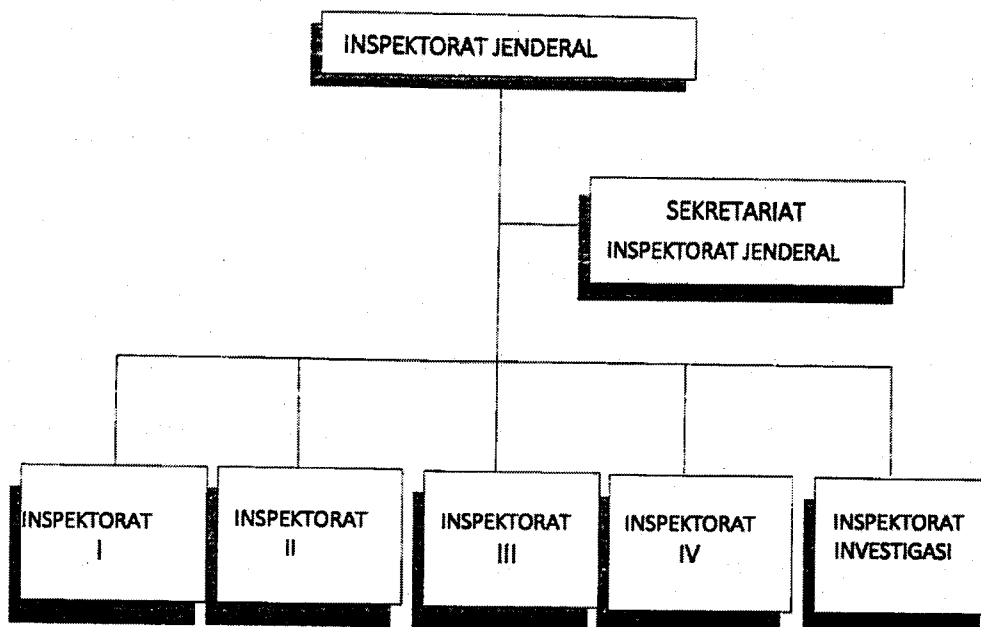 INSPEKTORAT JENDERAL
SEKRETARIAT
INSPEKTORAT JENDERAL
INSPEKTORAT
I
INSPEKTORAT
II
INSPEKTORAT
III
INSPEKTORAT
IV
INSPEKTORAT
INVESTIGASI